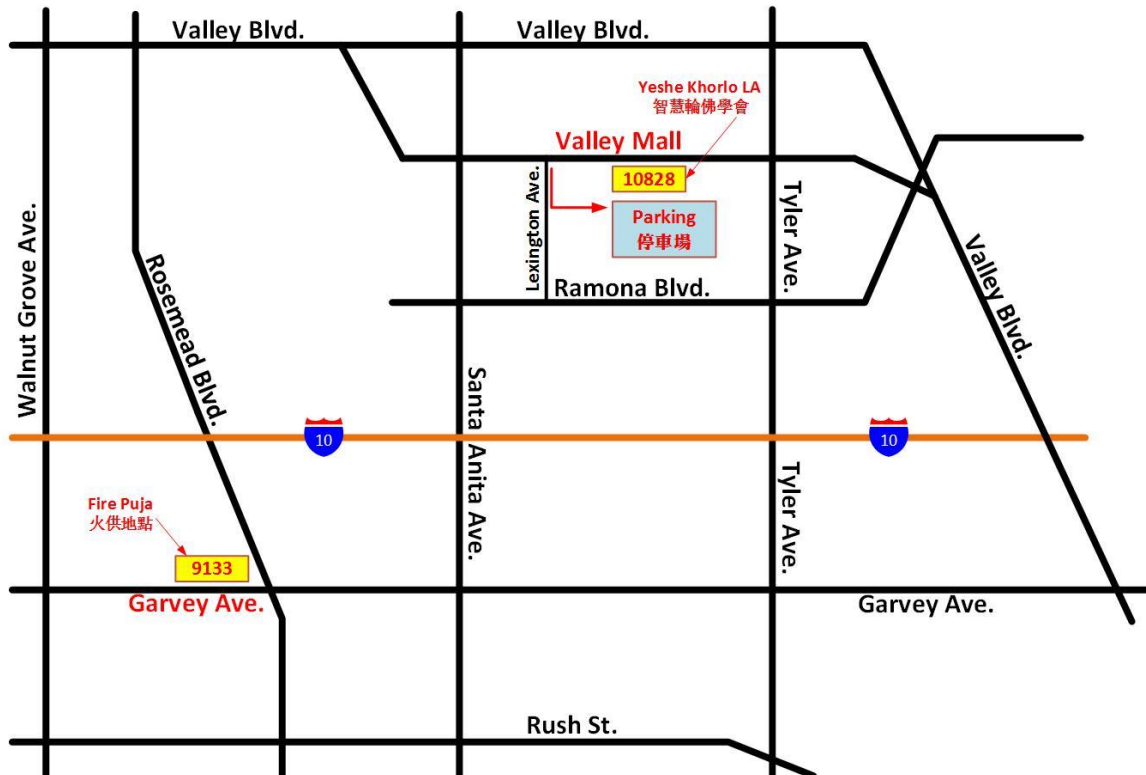 Valley Blvd.
Valley Blvd.
Yeshe Khorlo LA
智慧輪佛學會
Valley Mall
10828
Parking
停車場
Lexington Ave.
Tyler Ave.
Ramona Blvd.
Walnut Grove Ave.
Rosemead Blvd.
Santa Anita Ave.
Valley Blvd.
10
10
Tyler Ave.
Fire Puja
火供地點
9133
Garvey Ave.
Garvey Ave.
Rush St.